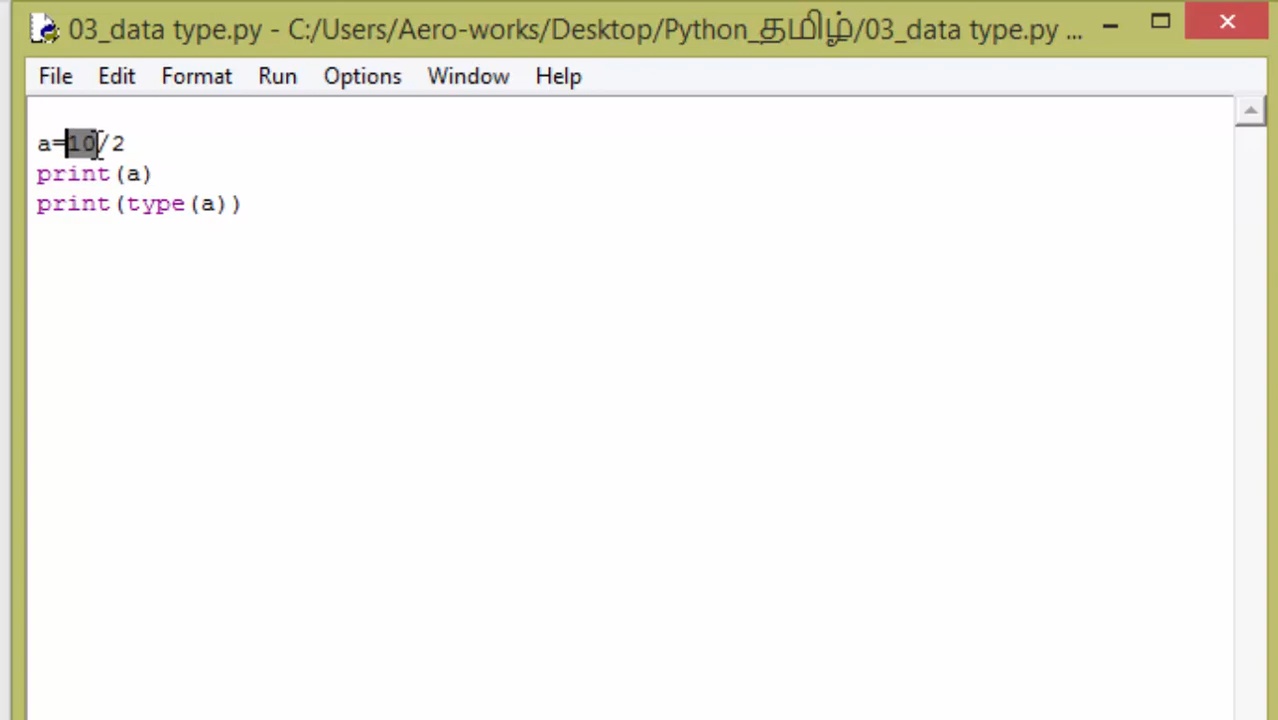 03_data type.py - C:/Users/Aero-works/Desktop/Python_தமிழ்/03_data type.py ...
File Edit Format Run Options Window Help
a=10/2
print(a)
print(type(a))